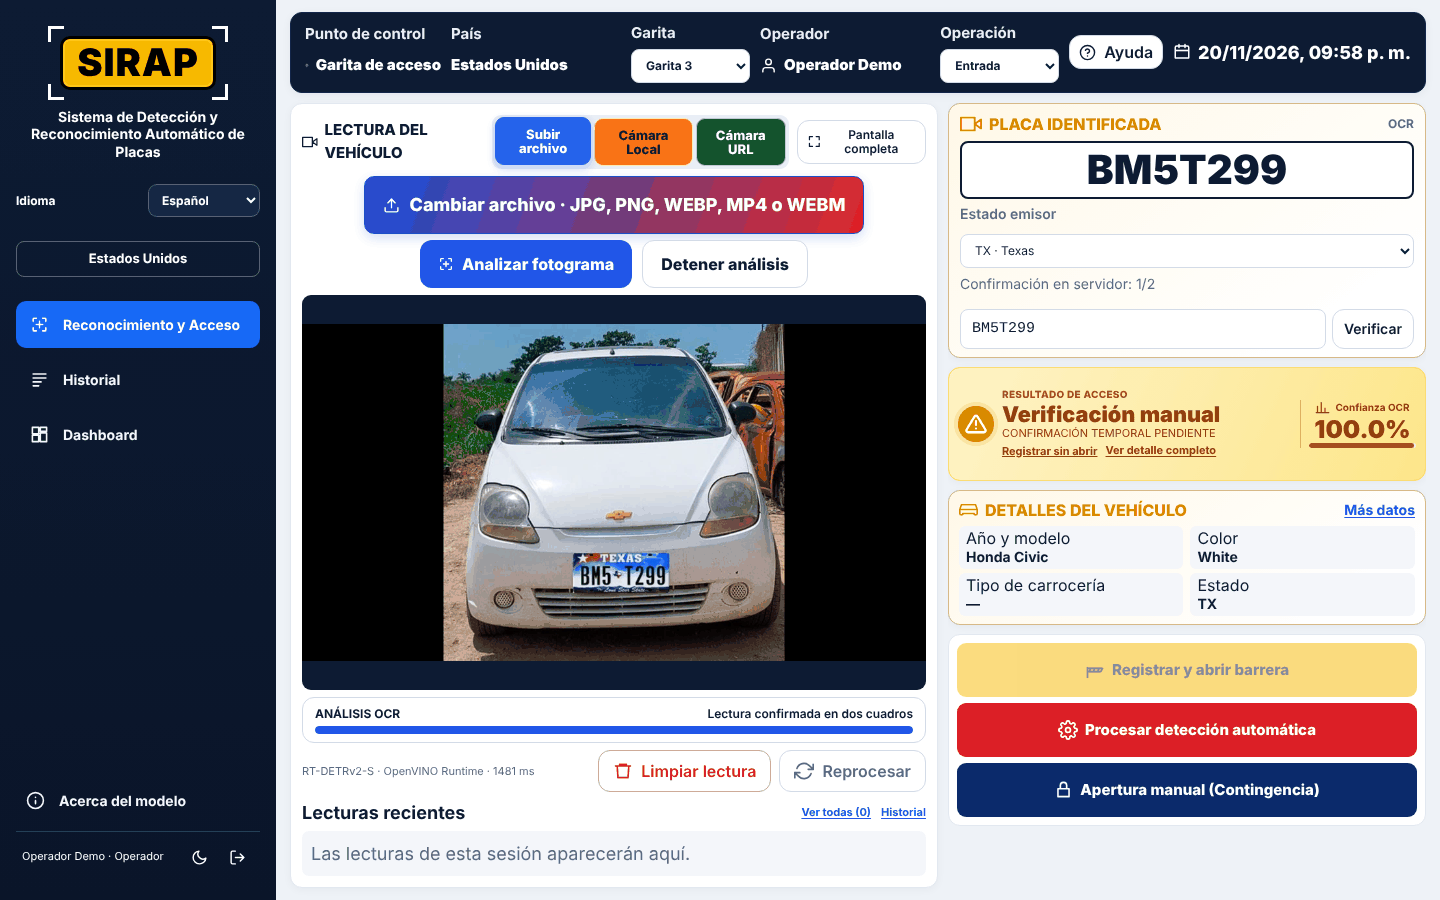 SIRAP
Sistema de Detección y
Reconocimiento Automático de
Placas
Idioma
Español
Estados Unidos
Reconocimiento y Acceso
Historial
Dashboard
Acerca del modelo
Operador Demo · Operador
Punto de control
Garita de acceso
País
Estados Unidos
Garita
Garita 3
Operador
Operador Demo
Operación
Entrada
Ayuda
20/11/2026, 09:58 p. m.
LECTURA DEL
VEHÍCULO
Subir
archivo
Cámara
Local
Cámara
URL
Pantalla
completa
Cambiar archivo · JPG, PNG, WEBP, MP4 o WEBM
Analizar fotograma
Detener análisis
TEXAS
BM5 T299
Lone Star State
ANÁLISIS OCR
Lectura confirmada en dos cuadros
RT-DETRv2-S · OpenVINO Runtime · 1481 ms
Limpiar lectura
Reprocesar
Lecturas recientes
Ver todas (0)
Historial
Las lecturas de esta sesión aparecerán aquí.
PLACA IDENTIFICADA
OCR
BM5T299
Estado emisor
TX · Texas
Confirmación en servidor: 1/2
BM5T299
Verificar
RESULTADO DE ACCESO
Verificación manual
CONFIRMACIÓN TEMPORAL PENDIENTE
Registrar sin abrir
Ver detalle completo
Confianza OCR
100.0%
DETALLES DEL VEHÍCULO
Más datos
Año y modelo
Honda Civic
Color
White
Tipo de carrocería
—
Estado
TX
Registrar y abrir barrera
Procesar detección automática
Apertura manual (Contingencia)